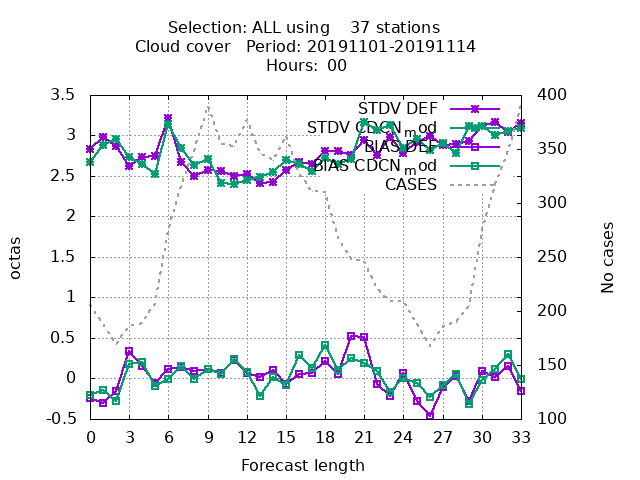 Selection: ALL using 37 stations
Cloud cover Period: 20191101-20191114
Hours: 00
3.5
3
2.5
2
1.5
1
0.5
0
-0.5
octas
400
350
300
250
200
150
100
No cases
STDV DEF
STDV CDCN_mod
BIAS DEF
BIAS CDCN_mod
CASES
0 3 6 9 12 15 18 21 24 27 30 33
Forecast length